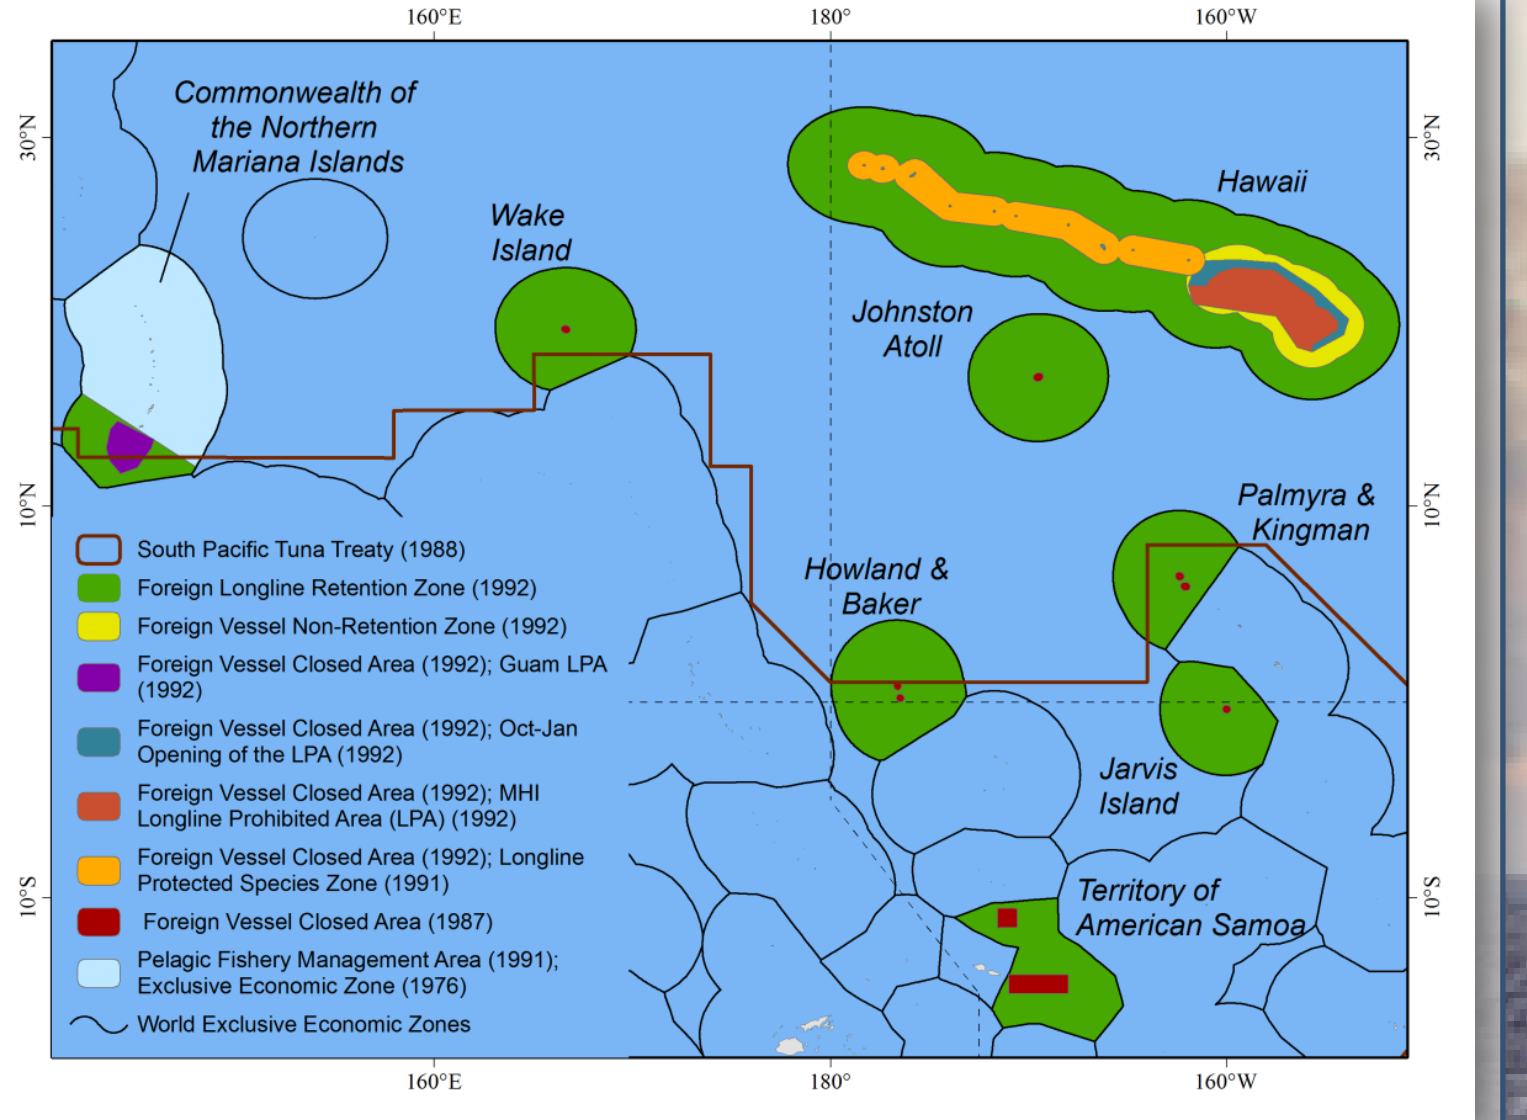 160°E
180°
160°W
30°N
30°N
Commonwealth of
the Northern
Mariana Islands
Wake
Island
Hawaii
Johnston
Atoll
10°N
10°N
Palmyra &
Kingman
Howland &
Baker
Jarvis
Island
Territory of
American Samoa
10°S
10°S
South Pacific Tuna Treaty (1988)
Foreign Longline Retention Zone (1992)
Foreign Vessel Non-Retention Zone (1992)
Foreign Vessel Closed Area (1992); Guam LPA
(1992)
Foreign Vessel Closed Area (1992); Oct-Jan
Opening of the LPA (1992)
Foreign Vessel Closed Area (1992); MHI
Longline Prohibited Area (LPA) (1992)
Foreign Vessel Closed Area (1992); Longline
Protected Species Zone (1991)
Foreign Vessel Closed Area (1987)
Pelagic Fishery Management Area (1991);
Exclusive Economic Zone (1976)
World Exclusive Economic Zones
160°E
180°
160°W